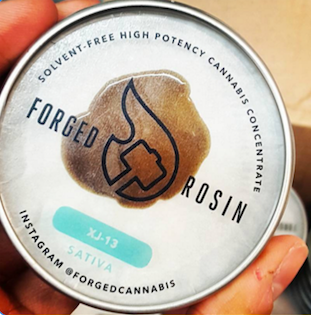 SOLVENT-FREE HIGH POTENCY CANNABIS CONCENTRATE
FORGED
ROSIN
XJ-13
SATIVA
INSTAGRAM @FORGEDCANNABIS